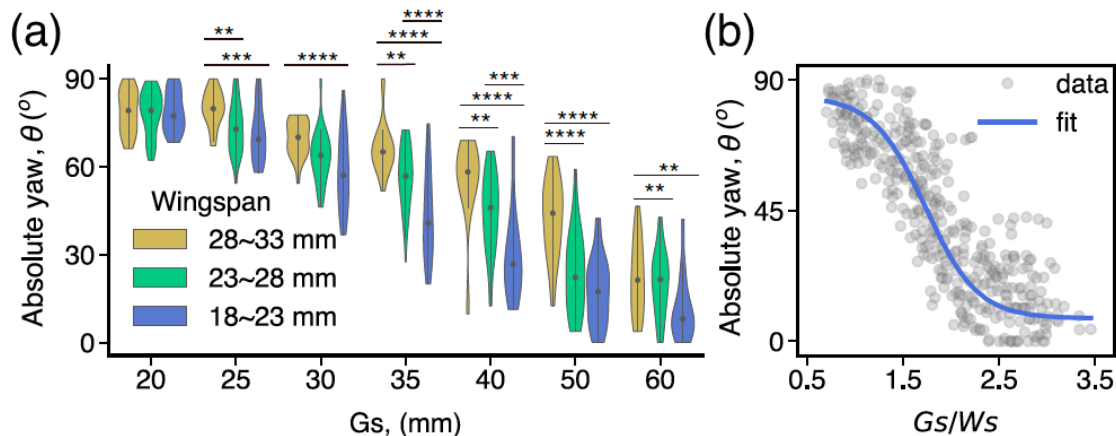 (a)
Absolute yaw, θ(°)
90
60
30
0
**
***
****
****
****
**
***
****
**
****
****
**
**
Wingspan
28~33 mm
23~28 mm
18~23 mm
20 25 30 35 40 50 60
Gs, (mm)
(b)
Absolute yaw, θ(°)
90
45
0
data
fit
0.5 1.5 2.5 3.5
Gs/Ws